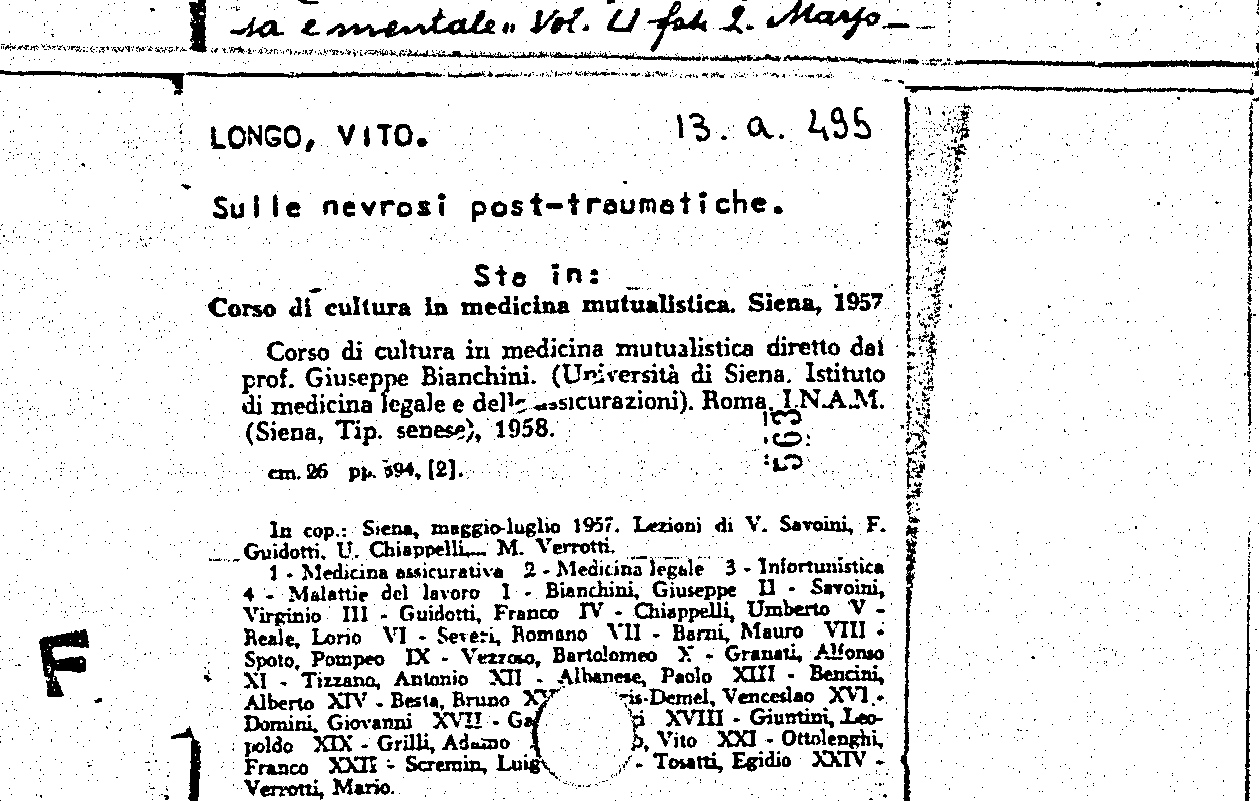 sa e mentale" Vol. LI fasc 2. Marzo _
LONGO, VITO.
13. a. 495
Sulle nevrosi post-traumatiche.
Sta in:
Corso di cultura in medicina mutualistica. Siena, 1957
Corso di cultura in medicina mutualistica diretto dal
prof. Giuseppe Bianchini. (Università di Siena. Istituto
di medicina legale e delle assicurazioni). Roma, I.N.A.M.
(Siena, Tip. senese), 1958.
563
cm. 26 pp. 594, [2].
In cop.: Siena, maggio-luglio 1957. Lezioni di V. Savoini, F.
Guidotti, U. Chiappelli... M. Verrotti.
1 - Medicina assicurativa 2 - Medicina legale 3 - Infortunistica
4 - Malattie del lavoro I - Bianchini, Giuseppe II - Savoini,
Virginio III - Guidotti, Franco IV - Chiappelli, Umberto V -
Reale, Lorio VI - Severi, Romano VII - Barni, Mauro VIII -
Spoto, Pompeo IX - Vezzoso, Bartolomeo X - Granati, Alfonso
XI - Tizzano, Antonio XII - Albanese, Paolo XIII - Bencini,
Alberto XIV - Besta, Bruno is-Demel, Venceslao XVI -
Domini, Giovanni XVII - XVIII - Giuntini, Leo-
poldo XIX - Grilli, Adelmo , Vito XXI - Ottolenghi,
Franco XXII - Scremin, Luig - Tosatti, Egidio XXIV -
Verrotti, Mario.
F